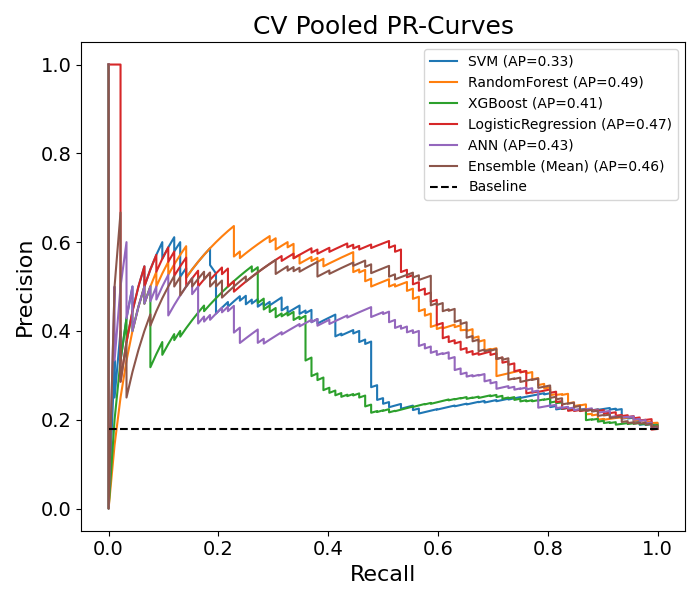 CV Pooled PR-Curves
SVM (AP=0.33)
RandomForest (AP=0.49)
XGBoost (AP=0.41)
LogisticRegression (AP=0.47)
ANN (AP=0.43)
Ensemble (Mean) (AP=0.46)
Baseline
Precision
1.0
0.8
0.6
0.4
0.2
0.0
0.0 0.2 0.4 0.6 0.8 1.0
Recall